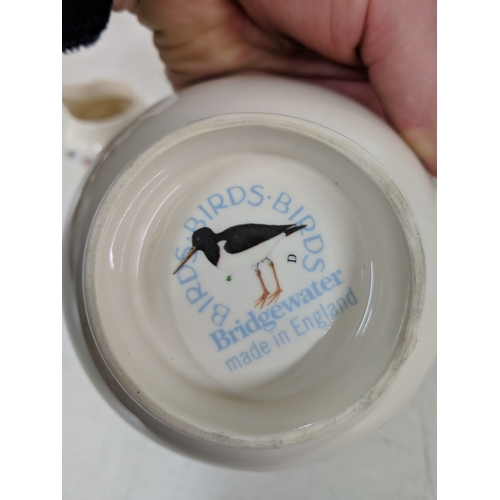 BIRDS·BIRDS·BIRDS
D
Bridgewater
made in England